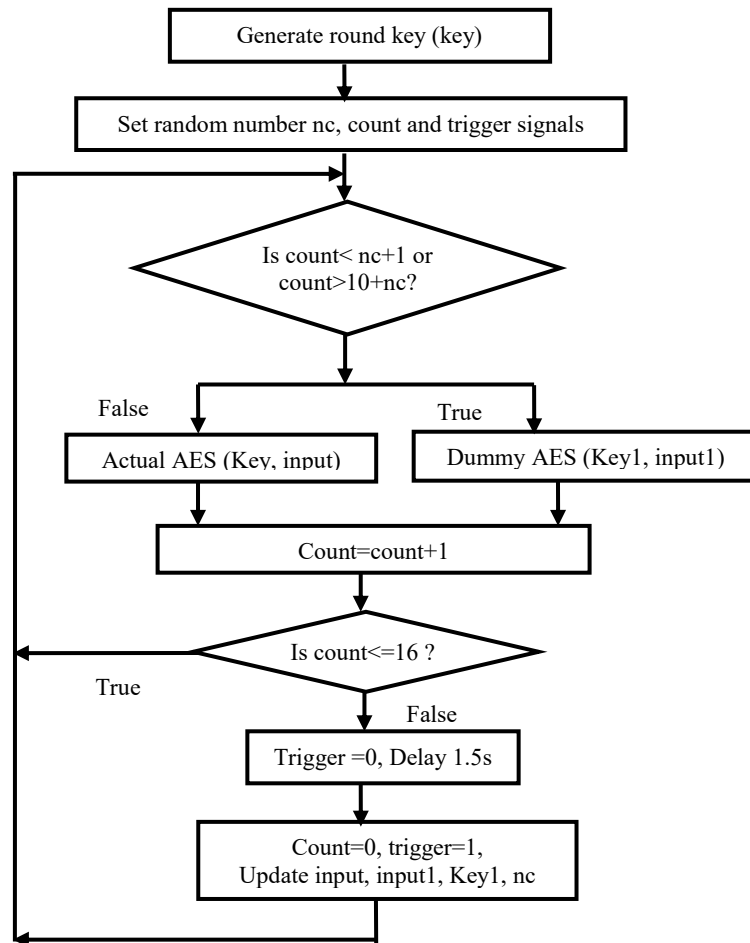 Generate round key (key)
Set random number nc, count and trigger signals
Is count< nc+1 or
count>10+nc?
False
True
Actual AES (Key, input)
Dummy AES (Key1, input1)
Count=count+1
Is count<=16 ?
True
False
Trigger =0, Delay 1.5s
Count=0, trigger=1,
Update input, input1, Key1, nc